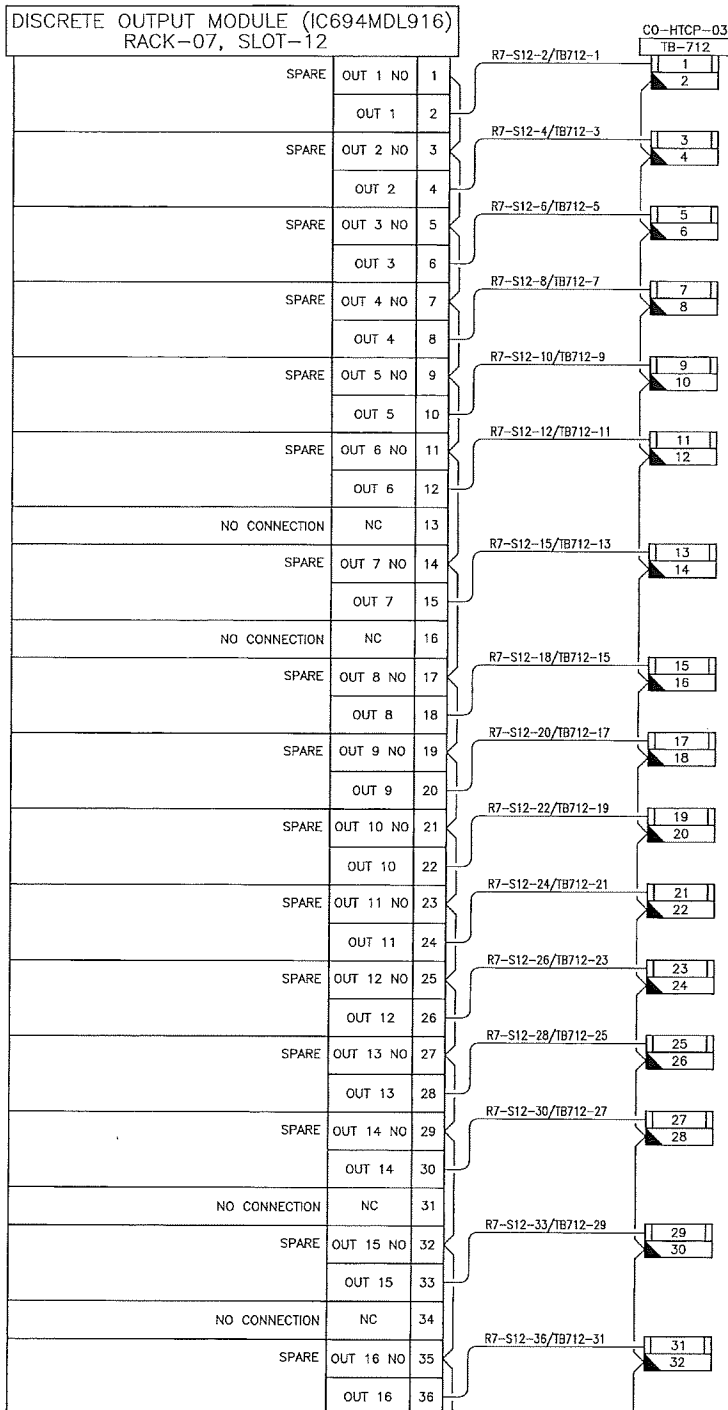 DISCRETE OUTPUT MODULE (IC694MDL916)
RACK-07, SLOT-12
CO-HTCP-03
TB-712
SPARE OUT 1 NO 1 R7-S12-2/TB712-1 1
OUT 1 2 2
SPARE OUT 2 NO 3 R7-S12-4/TB712-3 3
OUT 2 4 4
SPARE OUT 3 NO 5 R7-S12-6/TB712-5 5
OUT 3 6 6
SPARE OUT 4 NO 7 R7-S12-8/TB712-7 7
OUT 4 8 8
SPARE OUT 5 NO 9 R7-S12-10/TB712-9 9
OUT 5 10 10
SPARE OUT 6 NO 11 R7-S12-12/TB712-11 11
OUT 6 12 12
NO CONNECTION NC 13
SPARE OUT 7 NO 14 R7-S12-15/TB712-13 13
OUT 7 15 14
NO CONNECTION NC 16
SPARE OUT 8 NO 17 R7-S12-18/TB712-15 15
OUT 8 18 16
SPARE OUT 9 NO 19 R7-S12-20/TB712-17 17
OUT 9 20 18
SPARE OUT 10 NO 21 R7-S12-22/TB712-19 19
OUT 10 22 20
SPARE OUT 11 NO 23 R7-S12-24/TB712-21 21
OUT 11 24 22
SPARE OUT 12 NO 25 R7-S12-26/TB712-23 23
OUT 12 26 24
SPARE OUT 13 NO 27 R7-S12-28/TB712-25 25
OUT 13 28 26
SPARE OUT 14 NO 29 R7-S12-30/TB712-27 27
OUT 14 30 28
NO CONNECTION NC 31
SPARE OUT 15 NO 32 R7-S12-33/TB712-29 29
OUT 15 33 30
NO CONNECTION NC 34
SPARE OUT 16 NO 35 R7-S12-36/TB712-31 31
OUT 16 36 32